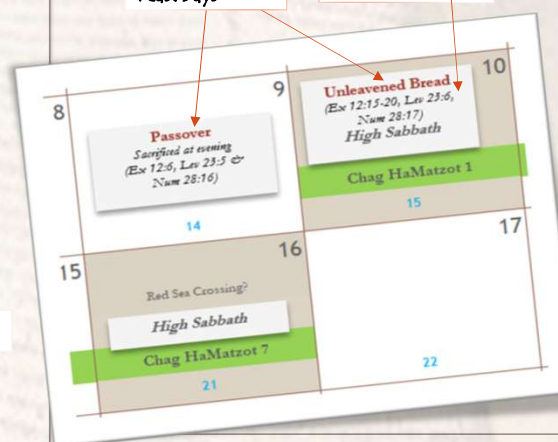 Feast Days
8
9
10
Passover
Sacrificed at evening
(Ex 12:6, Lev 23:5 &
Num 28:16)
14
Unleavened Bread
(Ex 12:15-20, Lev 23:6,
Num 28:17)
High Sabbath
Chag HaMatzot 1
15
15
16
17
Red Sea Crossing?
High Sabbath
Chag HaMatzot 7
21
22